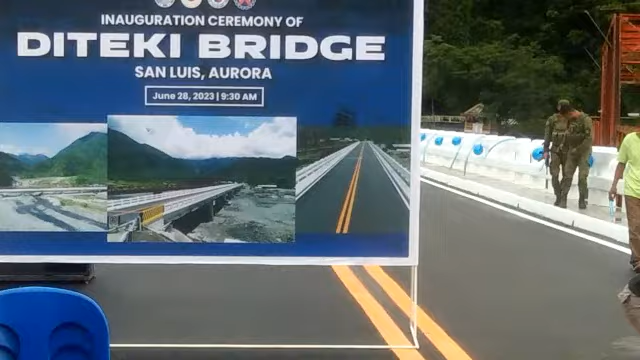 INAUGURATION CEREMONY OF
DITEKI BRIDGE
SAN LUIS, AURORA
June 28, 2023 | 9:30 AM